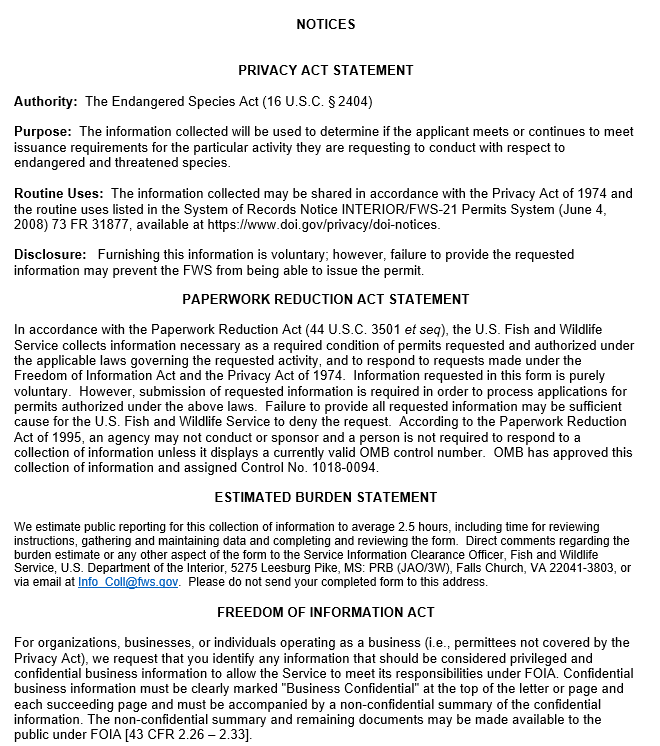 NOTICES
PRIVACY ACT STATEMENT
Authority:  The Endangered Species Act (16 U.S.C. § 2404)
Purpose:  The information collected will be used to determine if the applicant meets or continues to meet
issuance requirements for the particular activity they are requesting to conduct with respect to
endangered and threatened species.
Routine Uses:  The information collected may be shared in accordance with the Privacy Act of 1974 and
the routine uses listed in the System of Records Notice INTERIOR/FWS-21 Permits System (June 4,
2008) 73 FR 31877, available at https://www.doi.gov/privacy/doi-notices.
Disclosure:   Furnishing this information is voluntary; however, failure to provide the requested
information may prevent the FWS from being able to issue the permit.
PAPERWORK REDUCTION ACT STATEMENT
In accordance with the Paperwork Reduction Act (44 U.S.C. 3501 et seq), the U.S. Fish and Wildlife
Service collects information necessary as a required condition of permits requested and authorized under
the applicable laws governing the requested activity, and to respond to requests made under the
Freedom of Information Act and the Privacy Act of 1974.  Information requested in this form is purely
voluntary.  However, submission of requested information is required in order to process applications for
permits authorized under the above laws.  Failure to provide all requested information may be sufficient
cause for the U.S. Fish and Wildlife Service to deny the request.  According to the Paperwork Reduction
Act of 1995, an agency may not conduct or sponsor and a person is not required to respond to a
collection of information unless it displays a currently valid OMB control number.  OMB has approved this
collection of information and assigned Control No. 1018-0094.
ESTIMATED BURDEN STATEMENT
We estimate public reporting for this collection of information to average 2.5 hours, including time for reviewing
instructions, gathering and maintaining data and completing and reviewing the form.  Direct comments regarding the
burden estimate or any other aspect of the form to the Service Information Clearance Officer, Fish and Wildlife
Service, U.S. Department of the Interior, 5275 Leesburg Pike, MS: PRB (JAO/3W), Falls Church, VA 22041-3803, or
via email at Info_Coll@fws.gov.  Please do not send your completed form to this address.
FREEDOM OF INFORMATION ACT
For organizations, businesses, or individuals operating as a business (i.e., permittees not covered by the
Privacy Act), we request that you identify any information that should be considered privileged and
confidential business information to allow the Service to meet its responsibilities under FOIA. Confidential
business information must be clearly marked "Business Confidential" at the top of the letter or page and
each succeeding page and must be accompanied by a non-confidential summary of the confidential
information. The non-confidential summary and remaining documents may be made available to the
public under FOIA [43 CFR 2.26 – 2.33].